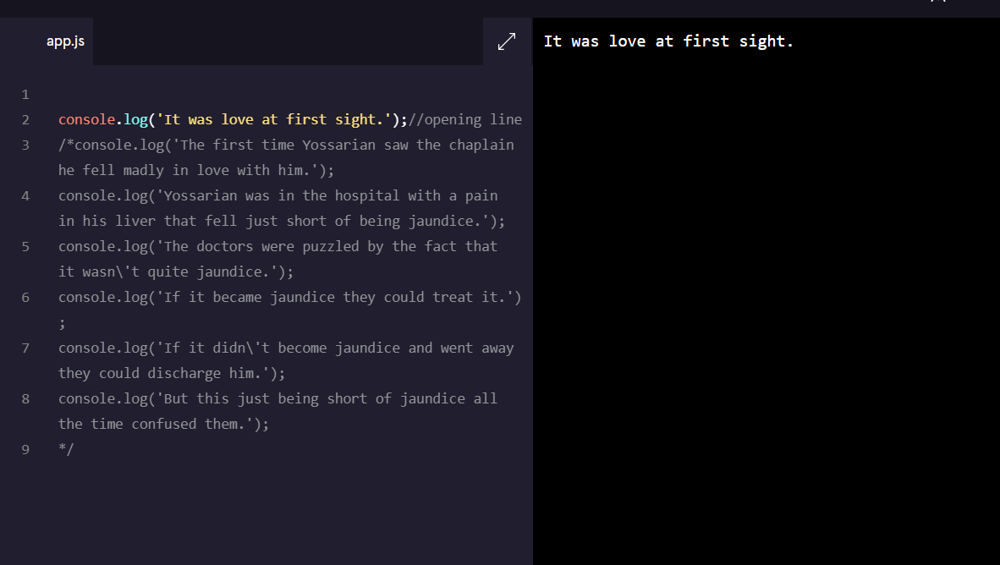 app.js
It was love at first sight.
1
2 console.log('It was love at first sight.');//opening line
3 /*console.log('The first time Yossarian saw the chaplain
he fell madly in love with him.');
4 console.log('Yossarian was in the hospital with a pain
in his liver that fell just short of being jaundice.');
5 console.log('The doctors were puzzled by the fact that
it wasn\'t quite jaundice.');
6 console.log('If it became jaundice they could treat it.')
;
7 console.log('If it didn\'t become jaundice and went away
they could discharge him.');
8 console.log('But this just being short of jaundice all
the time confused them.');
9 */